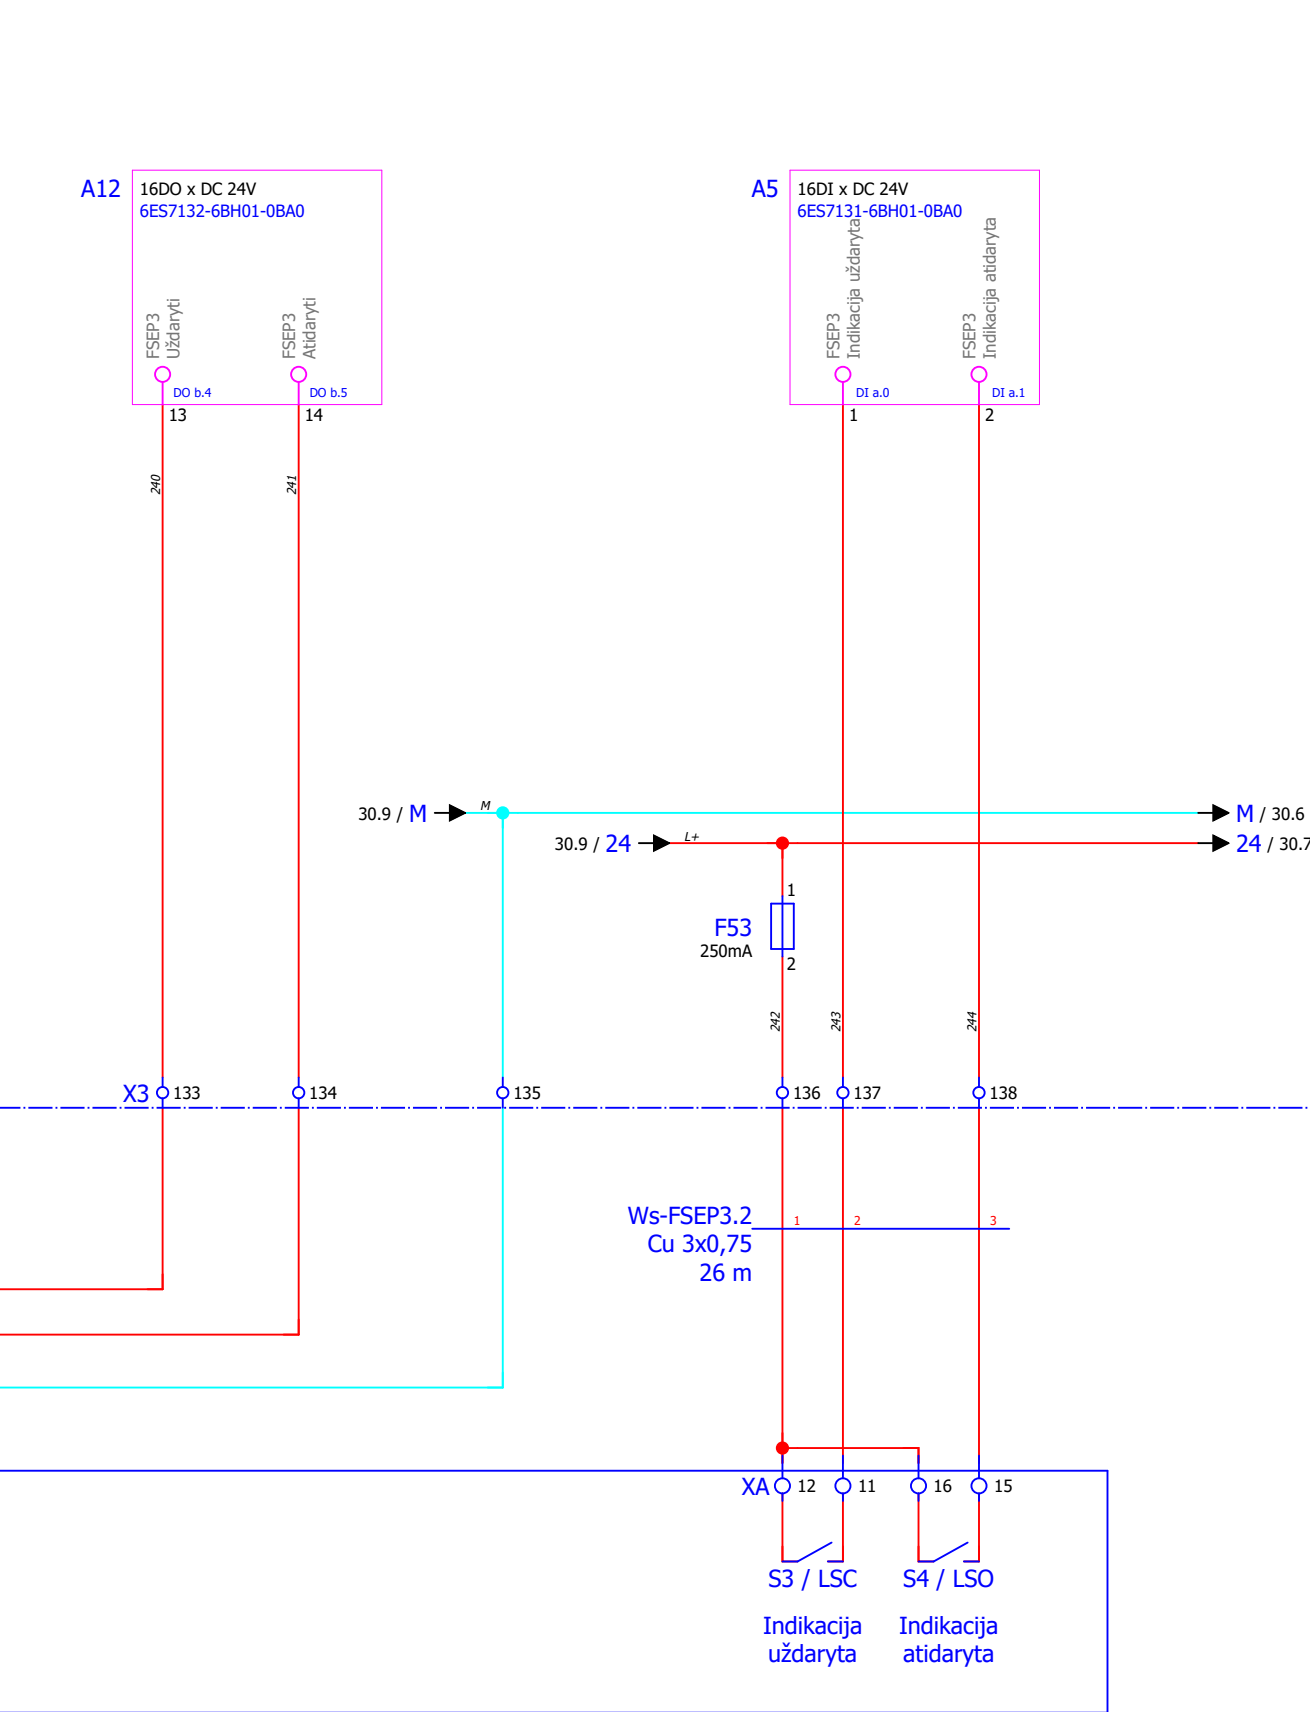 A12
16DO x DC 24V
6ES7132-6BH01-0BA0
FSEP3
Uždaryti
FSEP3
Atidaryti
DO b.4
DO b.5
13
14
240
241
A5
16DI x DC 24V
6ES7131-6BH01-0BA0
FSEP3
Indikacija uždaryta
FSEP3
Indikacija atidaryta
DI a.0
DI a.1
1
2
30.9 / M
M
M / 30.6
30.9 / 24
L+
24 / 30.7
1
F53
250mA
2
242
243
244
X3
133
134
135
136
137
138
Ws-FSEP3.2
Cu 3x0,75
26 m
1
2
3
XA
12
11
16
15
S3 / LSC
S4 / LSO
Indikacija
uždaryta
Indikacija
atidaryta